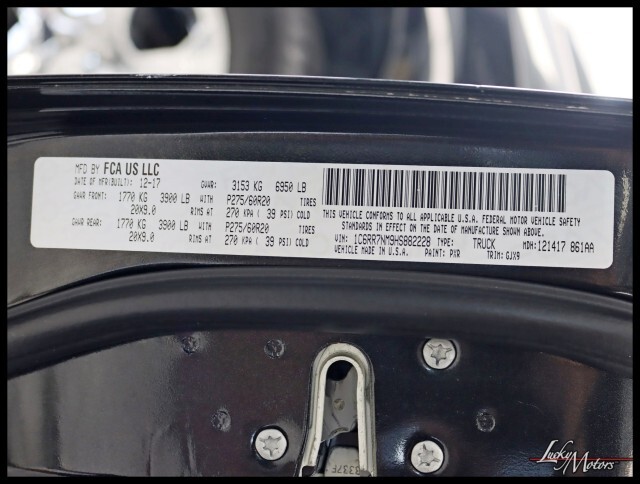 MFD BY FCA US LLC
DATE OF MFR(BUILT): 12-17 GVWR: 3153 KG 6950 LB
GAWR FRONT: 1770 KG 3900 LB WITH P275/60R20 TIRES
20X9.0 RIMS AT 270 KPA ( 39 PSI) COLD
GAWR REAR: 1770 KG 3900 LB WITH P275/60R20 TIRES
20X9.0 RIMS AT 270 KPA ( 39 PSI) COLD
THIS VEHICLE CONFORMS TO ALL APPLICABLE U.S.A. FEDERAL MOTOR VEHICLE SAFETY
STANDARDS IN EFFECT ON THE DATE OF MANUFACTURE SHOWN ABOVE.
VIN: 1C6RR7NM9HS882228 TYPE: TRUCK MDH: 121417 861AA
VEHICLE MADE IN U.S.A. PAINT: PXR TRIM: GJX9
8337F
Lucky Motors